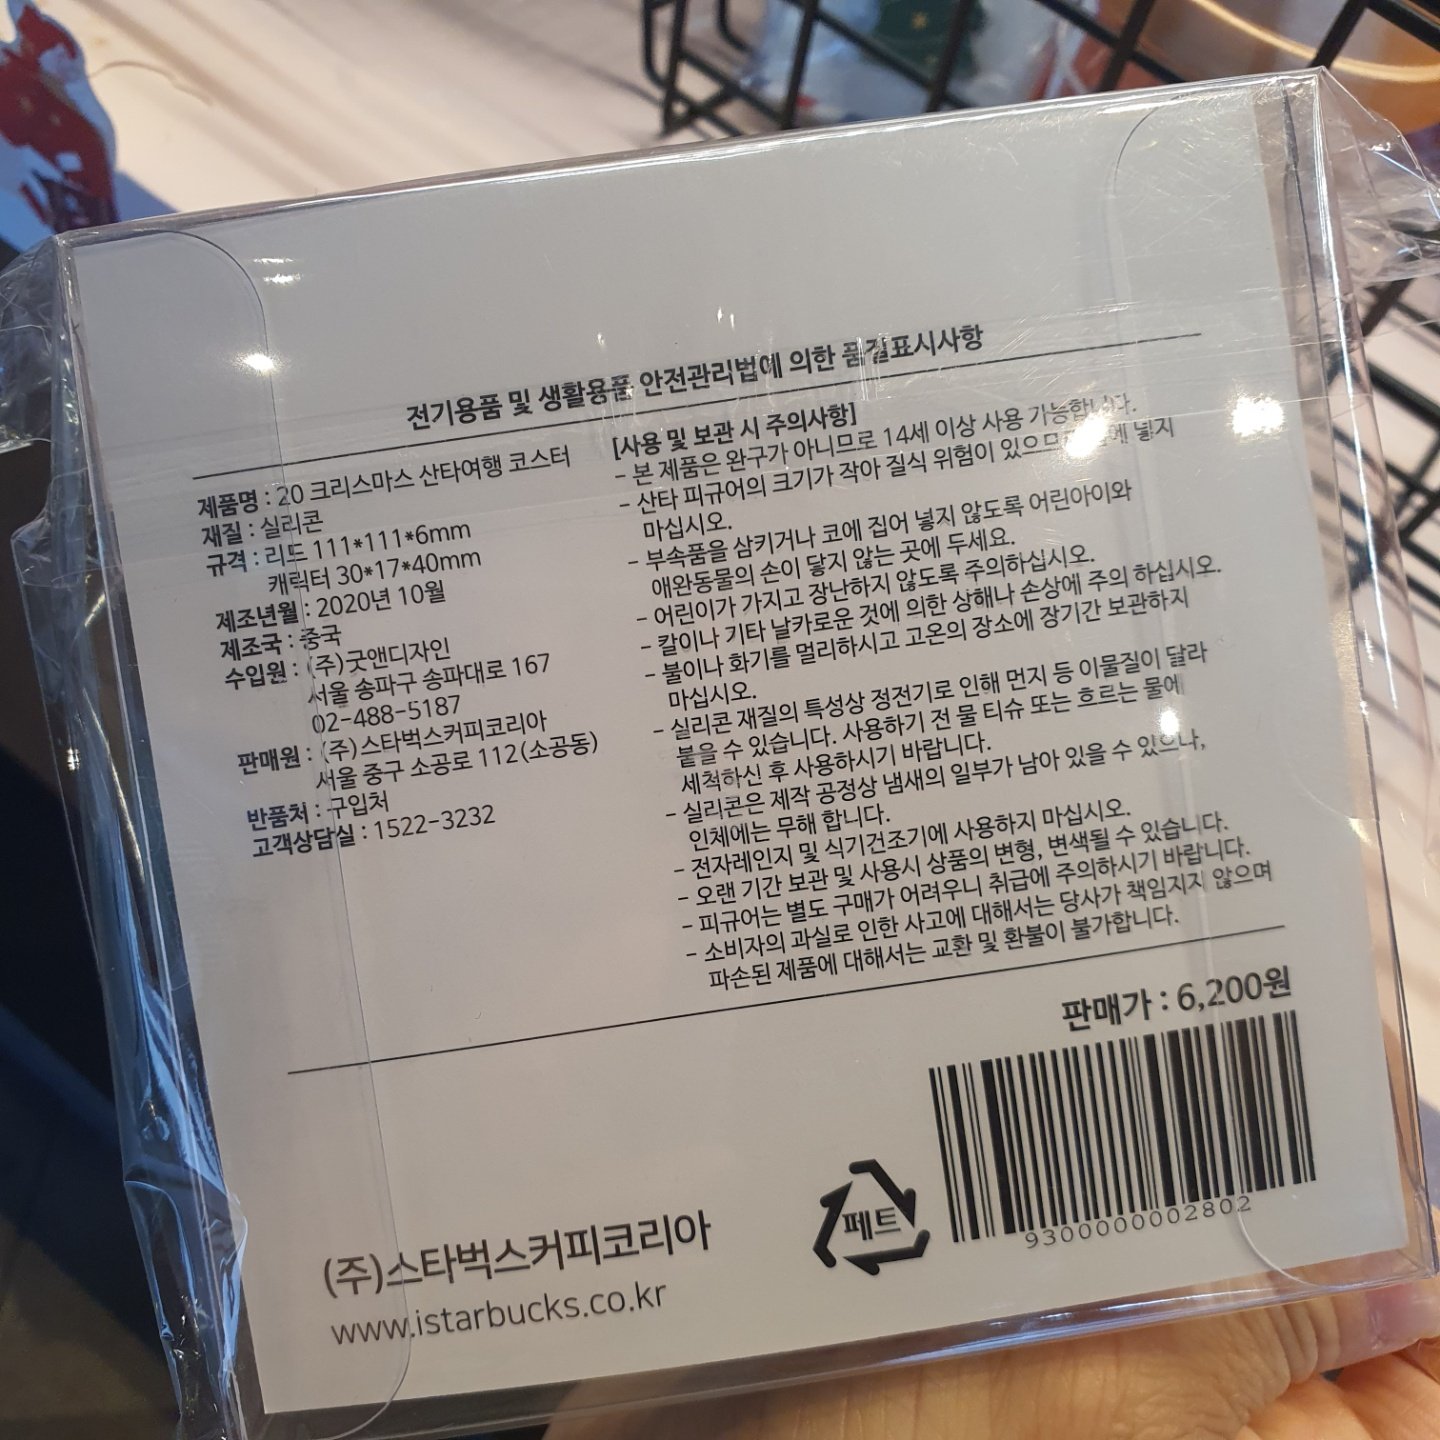 전기용품 및 생활용품 안전관리법에 의한 품질표시사항
제품명 : 20 크리스마스 산타여행 코스터
재질 : 실리콘
규격 : 리드 111*111*6mm
캐릭터 30*17*40mm
제조년월 : 2020년 10월
제조국 : 중국
수입원 : (주)굿앤디자인
서울 송파구 송파대로 167
02-488-5187
판매원 : (주)스타벅스커피코리아
서울 중구 소공로 112(소공동)
반품처 : 구입처
고객상담실 : 1522-3232
[사용 및 보관 시 주의사항]
- 본 제품은 완구가 아니므로 14세 이상 사용 가능합니다.
- 산타 피규어의 크기가 작아 질식 위험이 있으므로 넣지
마십시오.
- 부속품을 삼키거나 코에 집어 넣지 않도록 어린아이와
애완동물의 손이 닿지 않는 곳에 두세요.
- 어린이가 가지고 장난하지 않도록 주의하십시오.
- 칼이나 기타 날카로운 것에 의한 상해나 손상에 주의 하십시오.
- 불이나 화기를 멀리하시고 고온의 장소에 장기간 보관하지
마십시오.
- 실리콘 재질의 특성상 정전기로 인해 먼지 등 이물질이 달라
붙을 수 있습니다. 사용하기 전 물 티슈 또는 흐르는 물에
세척하신 후 사용하시기 바랍니다.
- 실리콘은 제작 공정상 냄새의 일부가 남아 있을 수 있으나,
인체에는 무해 합니다.
- 전자레인지 및 식기건조기에 사용하지 마십시오.
- 오랜 기간 보관 및 사용시 상품의 변형, 변색될 수 있습니다.
- 피규어는 별도 구매가 어려우니 취급에 주의하시기 바랍니다.
- 소비자의 과실로 인한 사고에 대해서는 당사가 책임지지 않으며
파손된 제품에 대해서는 교환 및 환불이 불가합니다.
판매가 : 6,200원
9300000002802
페트
(주)스타벅스커피코리아
www.istarbucks.co.kr